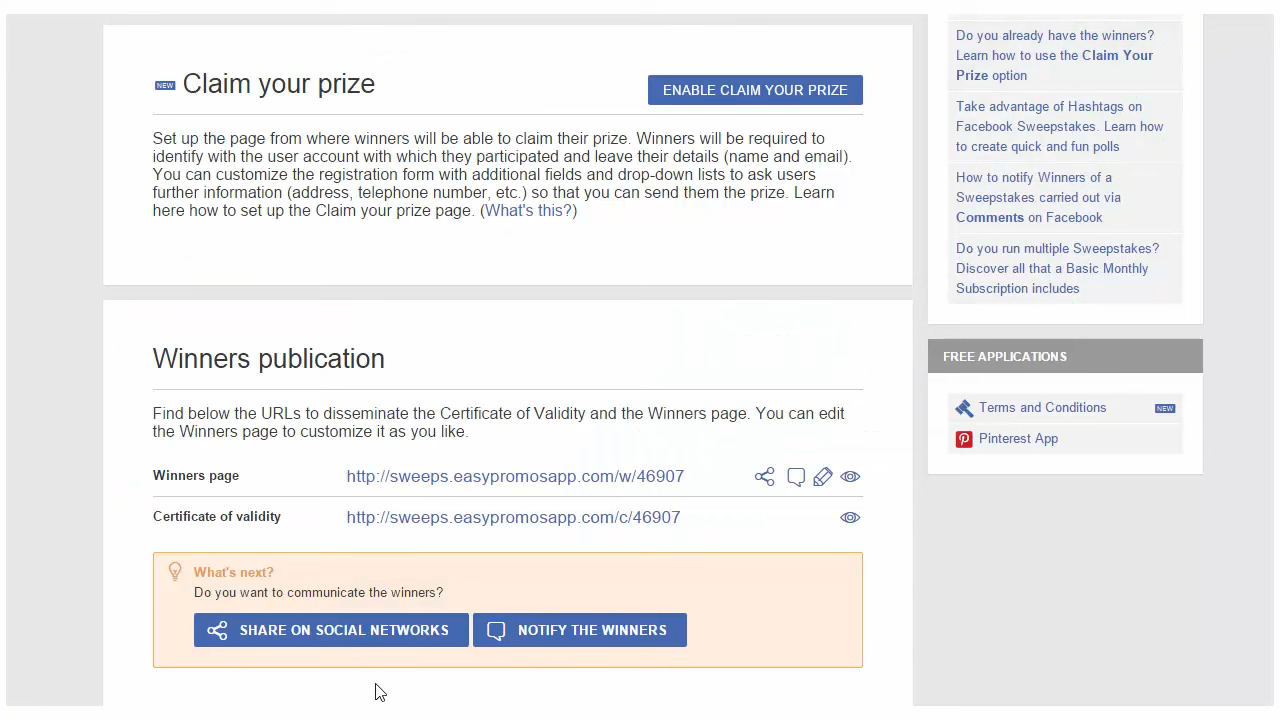 NEW Claim your prize
ENABLE CLAIM YOUR PRIZE
Set up the page from where winners will be able to claim their prize. Winners will be required to
identify with the user account with which they participated and leave their details (name and email).
You can customize the registration form with additional fields and drop-down lists to ask users
further information (address, telephone number, etc.) so that you can send them the prize. Learn
here how to set up the Claim your prize page. (What's this?)
Winners publication
Find below the URLs to disseminate the Certificate of Validity and the Winners page. You can edit
the Winners page to customize it as you like.
Winners page http://sweeps.easypromosapp.com/w/46907
Certificate of validity http://sweeps.easypromosapp.com/c/46907
What's next?
Do you want to communicate the winners?
SHARE ON SOCIAL NETWORKS NOTIFY THE WINNERS
Do you already have the winners?
Learn how to use the Claim Your
Prize option
Take advantage of Hashtags on
Facebook Sweepstakes. Learn how
to create quick and fun polls
How to notify Winners of a
Sweepstakes carried out via
Comments on Facebook
Do you run multiple Sweepstakes?
Discover all that a Basic Monthly
Subscription includes
FREE APPLICATIONS
Terms and Conditions NEW
Pinterest App